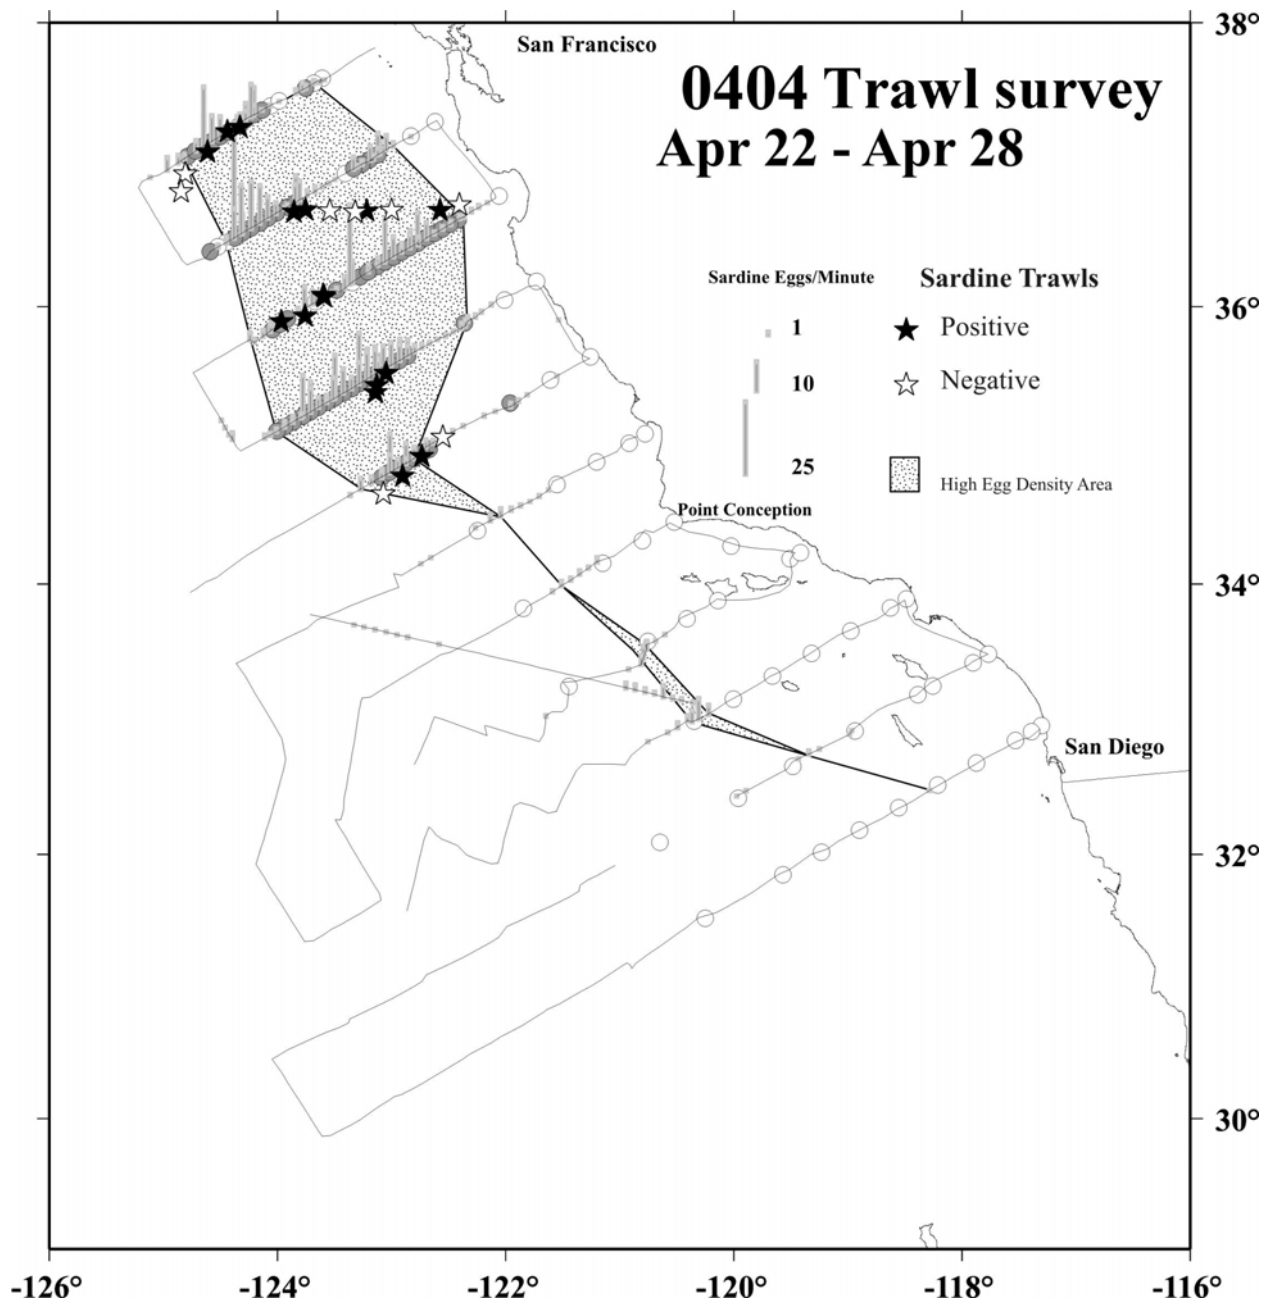 San Francisco
38°
0404 Trawl survey
Apr 22 - Apr 28
Sardine Eggs/Minute
Sardine Trawls
1
Positive
36°
10
Negative
25
High Egg Density Area
Point Conception
34°
San Diego
32°
30°
-126°
-124°
-122°
-120°
-118°
-116°